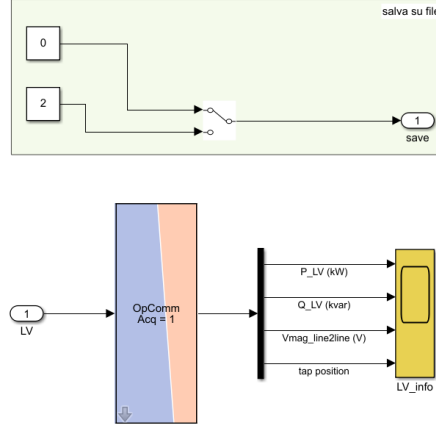 salva su file
0
2
1
save
OpComm
Acq = 1
1
LV
P_LV (kW)
Q_LV (kvar)
Vmag_line2line (V)
tap position
LV_info